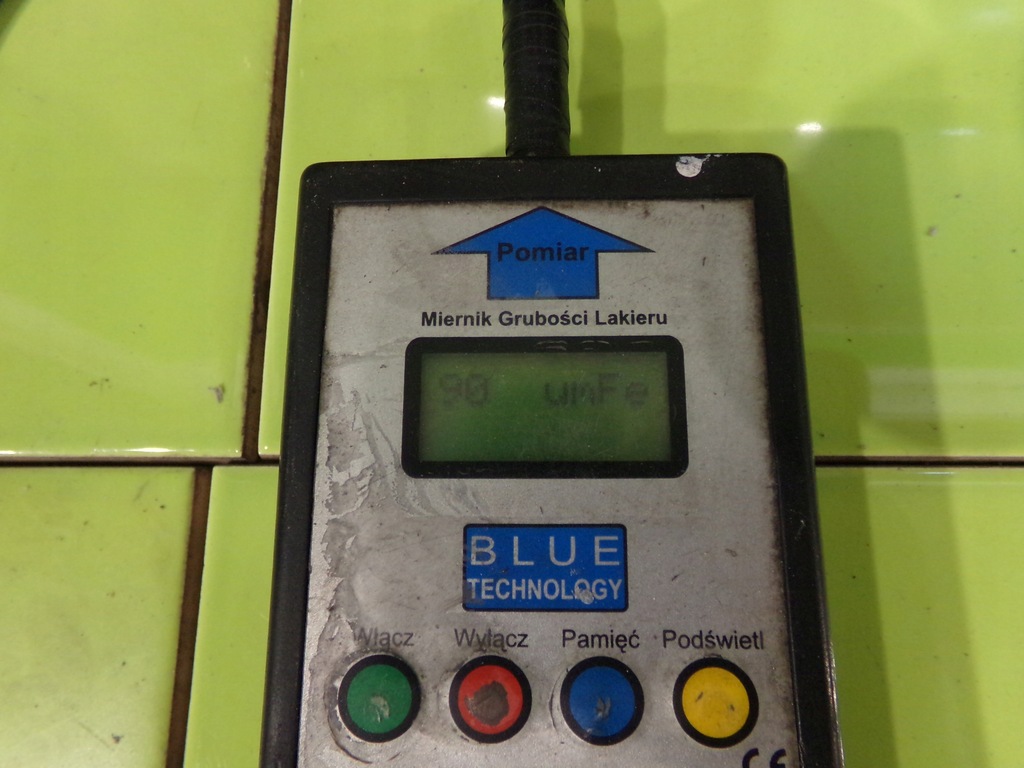 Pomiar
Miernik Grubości Lakieru
90 umFe
BLUE
TECHNOLOGY
Włącz Wyłącz Pamięć Podświetl
CE